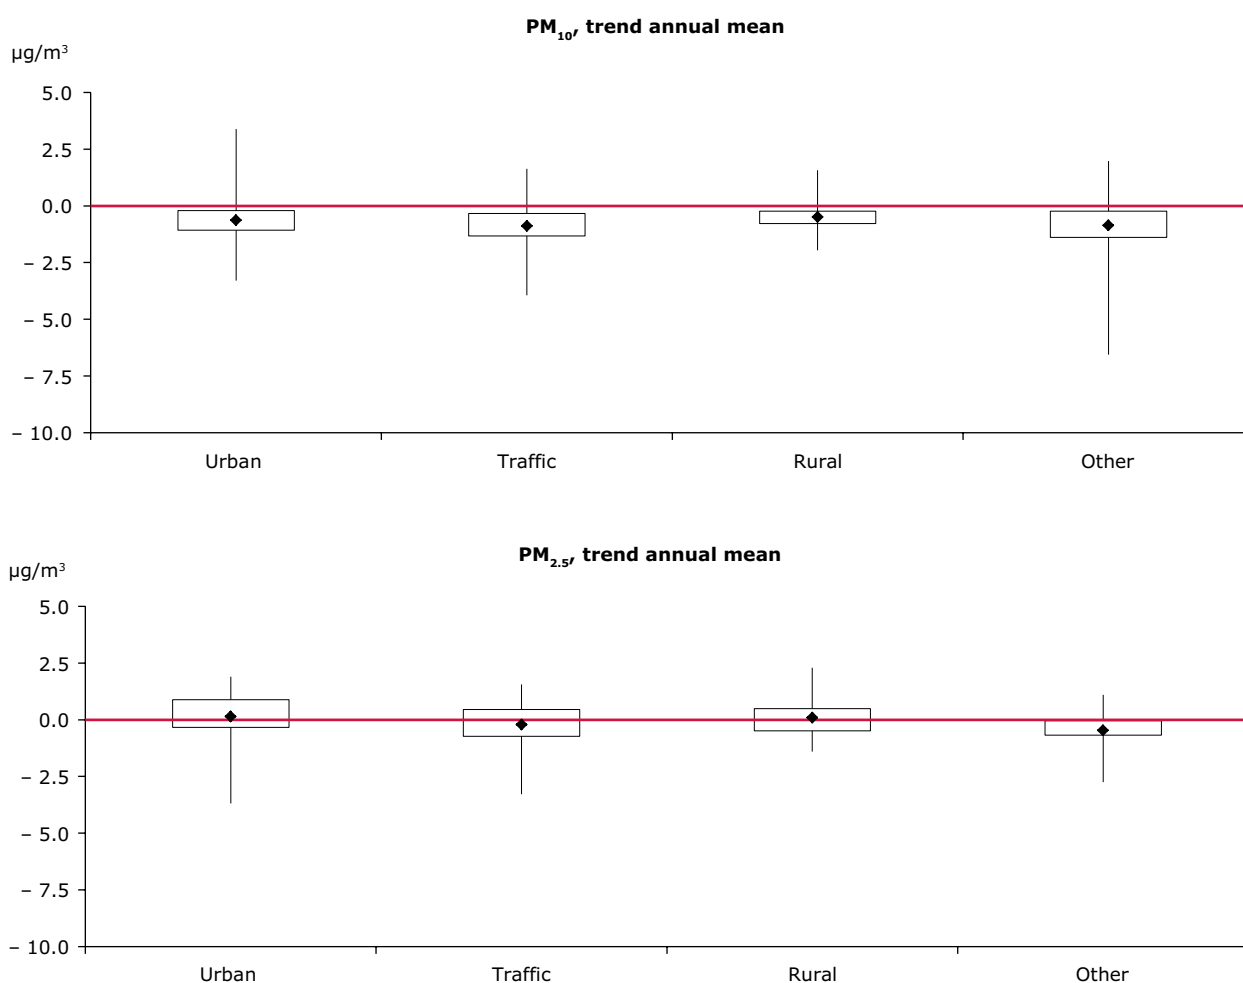 PM₁₀, trend annual mean
µg/m³
5.0
2.5
0.0
– 2.5
– 5.0
– 7.5
– 10.0
Urban Traffic Rural Other
PM₂.₅, trend annual mean
µg/m³
5.0
2.5
0.0
– 2.5
– 5.0
– 7.5
– 10.0
Urban Traffic Rural Other